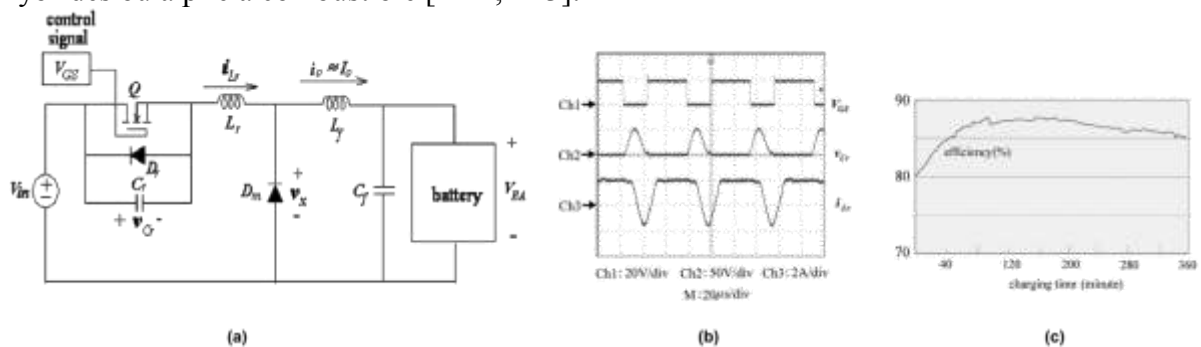 control
signal
V_GS
Q
i_Lr
i_o ≈ I_o
L_r
L_f
D_r
C_r
+ v_Cr -
V_in
+
-
D_m
+
v_x
-
C_f
battery
+
V_BA
-
(a)
Ch1
V_GS
Ch2
v_Cr
Ch3
i_Lr
Ch1:20V/div Ch2:50V/div Ch3:2A/div
M:20μs/div
(b)
90
efficiency(%)
80
70
40 120 200 280 360
charging time (minute)
(c)